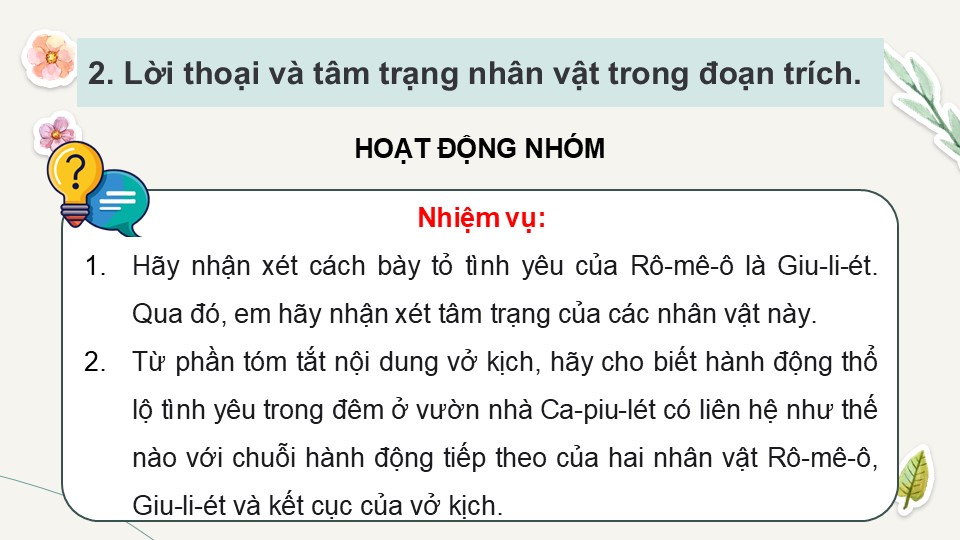 2. Lời thoại và tâm trạng nhân vật trong đoạn trích.
HOẠT ĐỘNG NHÓM
?
Nhiệm vụ:
1. Hãy nhận xét cách bày tỏ tình yêu của Rô-mê-ô là Giu-li-ét.
Qua đó, em hãy nhận xét tâm trạng của các nhân vật này.
2. Từ phần tóm tắt nội dung vở kịch, hãy cho biết hành động thổ
lộ tình yêu trong đêm ở vườn nhà Ca-piu-lét có liên hệ như thế
nào với chuỗi hành động tiếp theo của hai nhân vật Rô-mê-ô,
Giu-li-ét và kết cục của vở kịch.